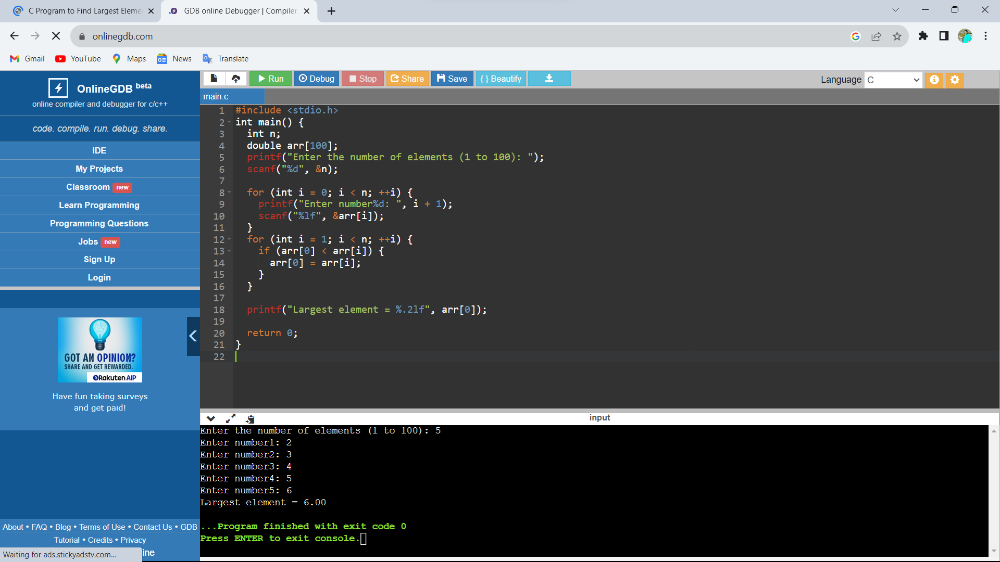 C Program to Find Largest Eleme
GDB online Debugger | Compiler
onlinegdb.com
Gmail
YouTube
Maps
News
Translate
OnlineGDB beta
online compiler and debugger for c/c++
code. compile. run. debug. share.
IDE
My Projects
Classroom new
Learn Programming
Programming Questions
Jobs new
Sign Up
Login
GOT AN OPINION?
SHARE AND GET REWARDED.
Rakuten AIP
Have fun taking surveys
and get paid!
About • FAQ • Blog • Terms of Use • Contact Us • GDB
Tutorial • Credits • Privacy
ine
Waiting for ads.stickyadstv.com...
Run
Debug
Stop
Share
Save
{ } Beautify
Language C
main.c
1 #include <stdio.h>
2 int main() {
3   int n;
4   double arr[100];
5   printf("Enter the number of elements (1 to 100): ");
6   scanf("%d", &n);
7
8   for (int i = 0; i < n; ++i) {
9     printf("Enter number%d: ", i + 1);
10     scanf("%lf", &arr[i]);
11   }
12   for (int i = 1; i < n; ++i) {
13     if (arr[0] < arr[i]) {
14       arr[0] = arr[i];
15     }
16   }
17
18   printf("Largest element = %.2lf", arr[0]);
19
20   return 0;
21 }
22
input
Enter the number of elements (1 to 100): 5
Enter number1: 2
Enter number2: 3
Enter number3: 4
Enter number4: 5
Enter number5: 6
Largest element = 6.00
...Program finished with exit code 0
Press ENTER to exit console.